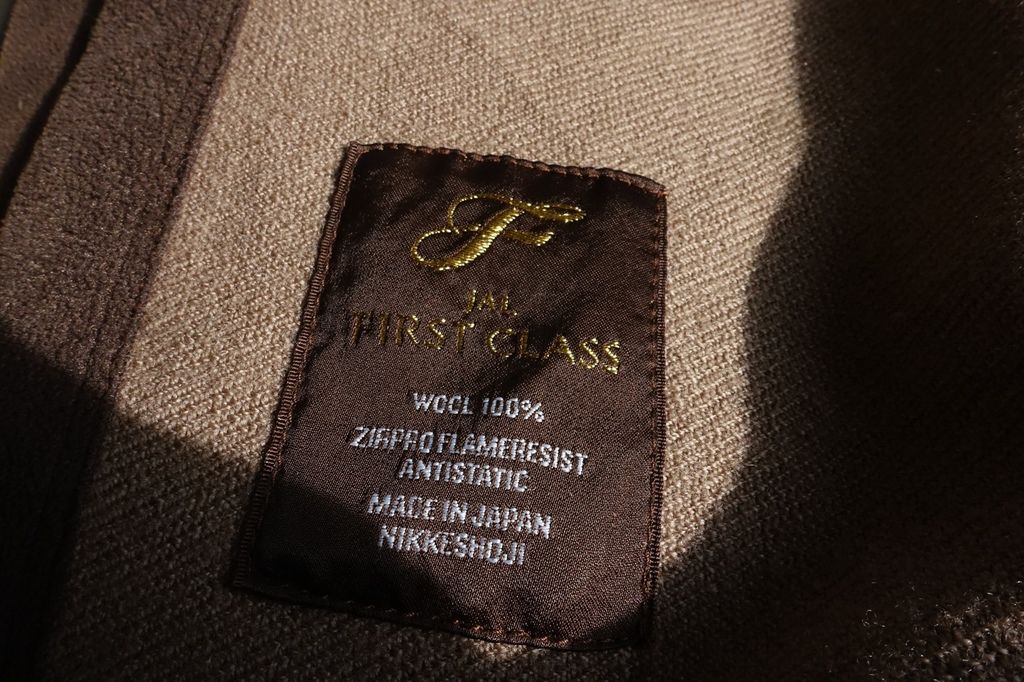 F
JAL
FIRST CLASS
WOOL 100%
ZIRPRO FLAMERESIST
ANTISTATIC
MADE IN JAPAN
NIKKESHOJI